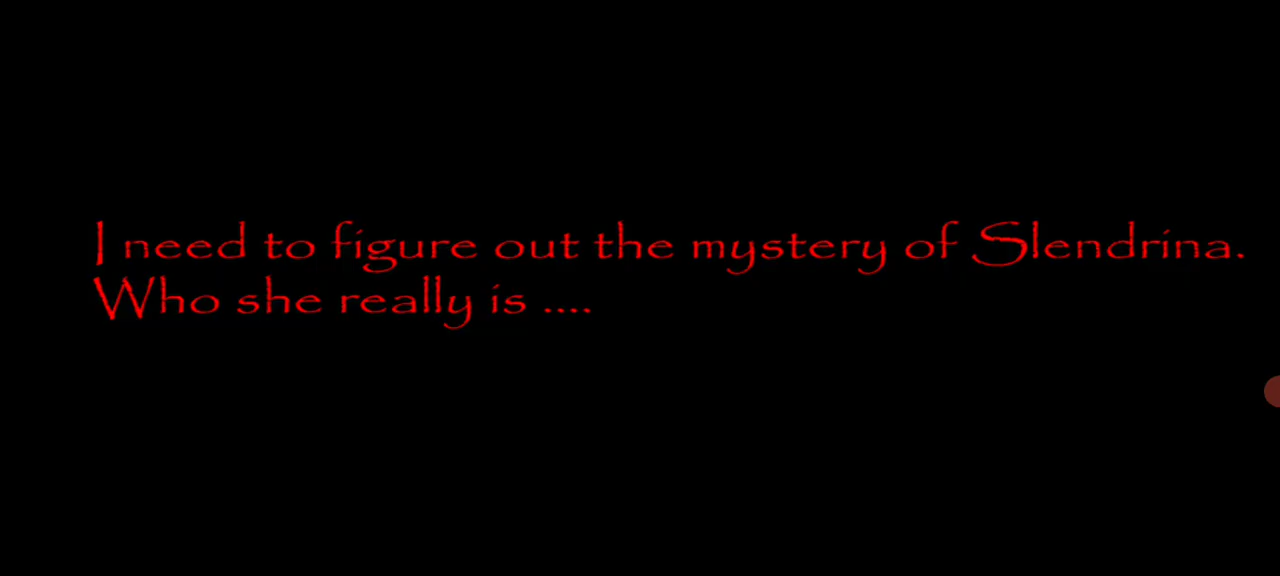 I need to figure out the mystery of Slendrina.
Who she really is ....